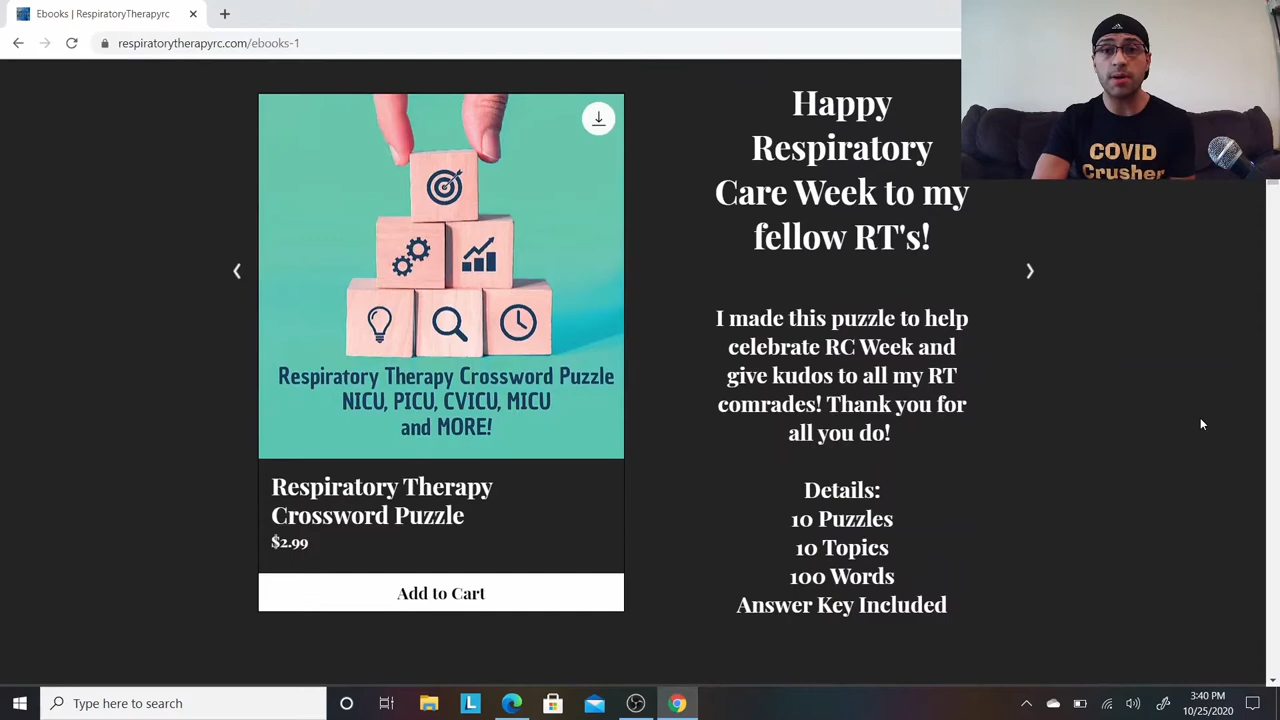 Ebooks | RespiratoryTherapyrc
respiratorytherapyrc.com/ebooks-1
Happy
Respiratory
Care Week to my
fellow RT's!
COVID
Crusher
I made this puzzle to help
celebrate RC Week and
give kudos to all my RT
comrades! Thank you for
all you do!
Details:
10 Puzzles
10 Topics
100 Words
Answer Key Included
Respiratory Therapy Crossword Puzzle
NICU, PICU, CVICU, MICU
and MORE!
Respiratory Therapy
Crossword Puzzle
$2.99
Add to Cart
Type here to search
L
3:40 PM
10/25/2020